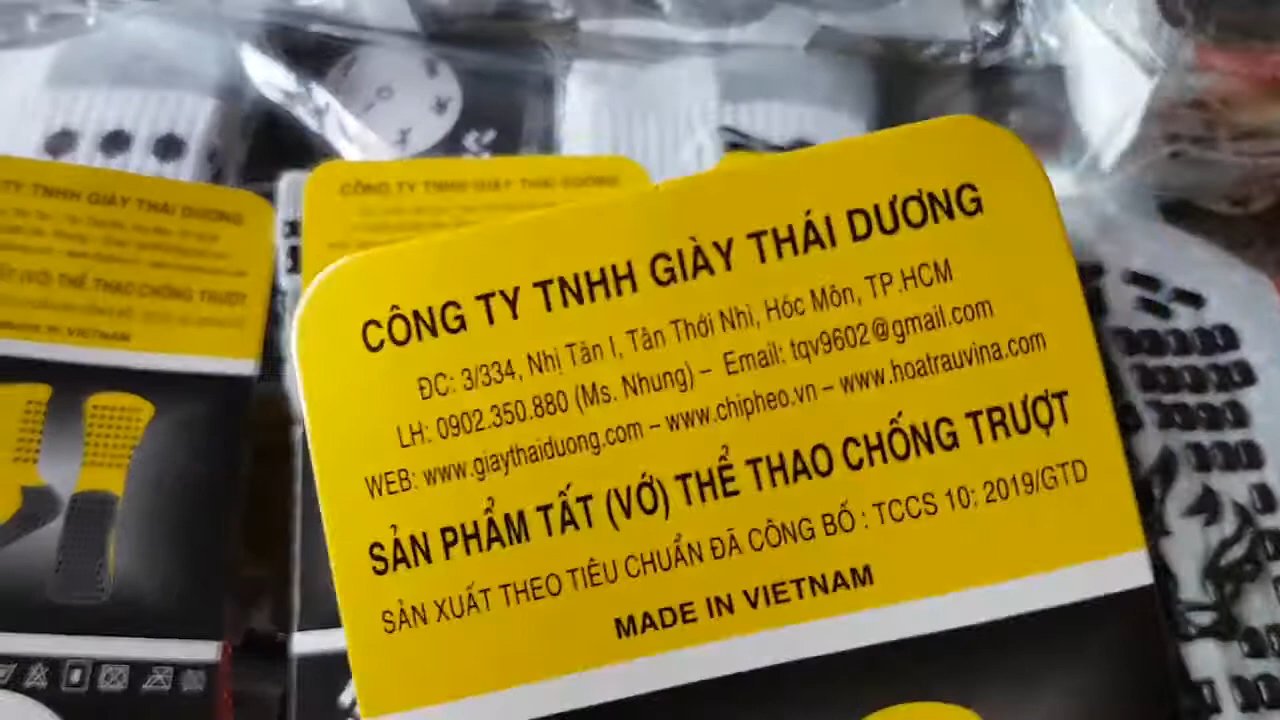 CÔNG TY TNHH GIÀY THÁI DƯƠNG
ĐC: 3/334, Nhị Tân I, Tân Thới Nhì, Hóc Môn, TP.HCM
LH: 0902.350.880 (Ms. Nhung) – Email: tqv9602@gmail.com
WEB: www.giaythaiduong.com – www.chipheo.vn – www.hoatrauvina.com
SẢN PHẨM TẤT (VỚ) THỂ THAO CHỐNG TRƯỢT
SẢN XUẤT THEO TIÊU CHUẨN ĐÃ CÔNG BỐ : TCCS 10: 2019/GTD
MADE IN VIETNAM
TY TNHH GIÀY THÁI DƯƠNG
(VỚ) THỂ THAO CHỐNG TRƯỢT
IN VIETNAM
CÔNG TY TNHH GIÀY THÁI DƯƠNG